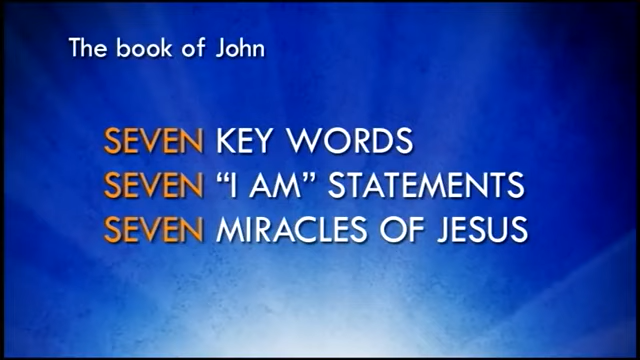 The book of John
SEVEN KEY WORDS
SEVEN “I AM” STATEMENTS
SEVEN MIRACLES OF JESUS